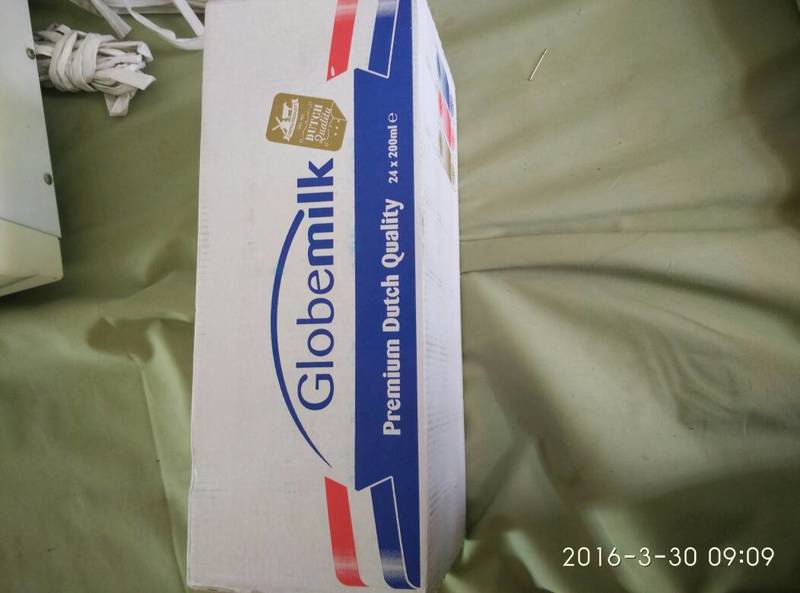 DUTCH
Quality
Globemilk
Premium Dutch Quality 24 x 200ml e
2016-3-30 09:09